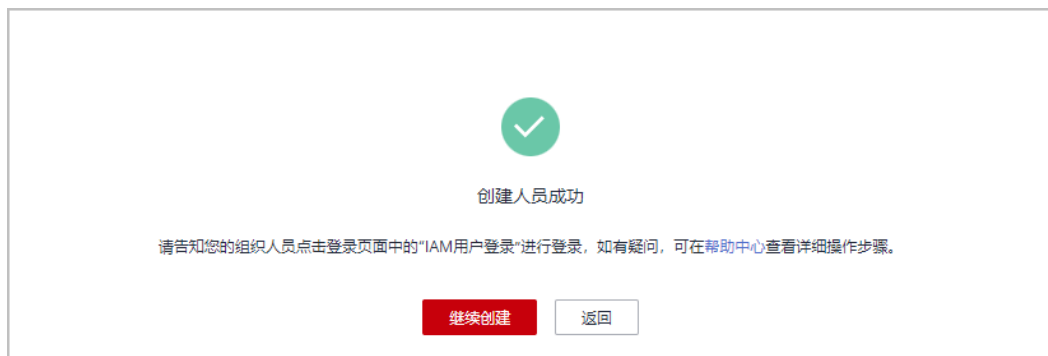 创建人员成功
请告知您的组织人员点击登录页面中的“IAM用户登录”进行登录，如有疑问，可在帮助中心查看详细操作步骤。
继续创建
返回